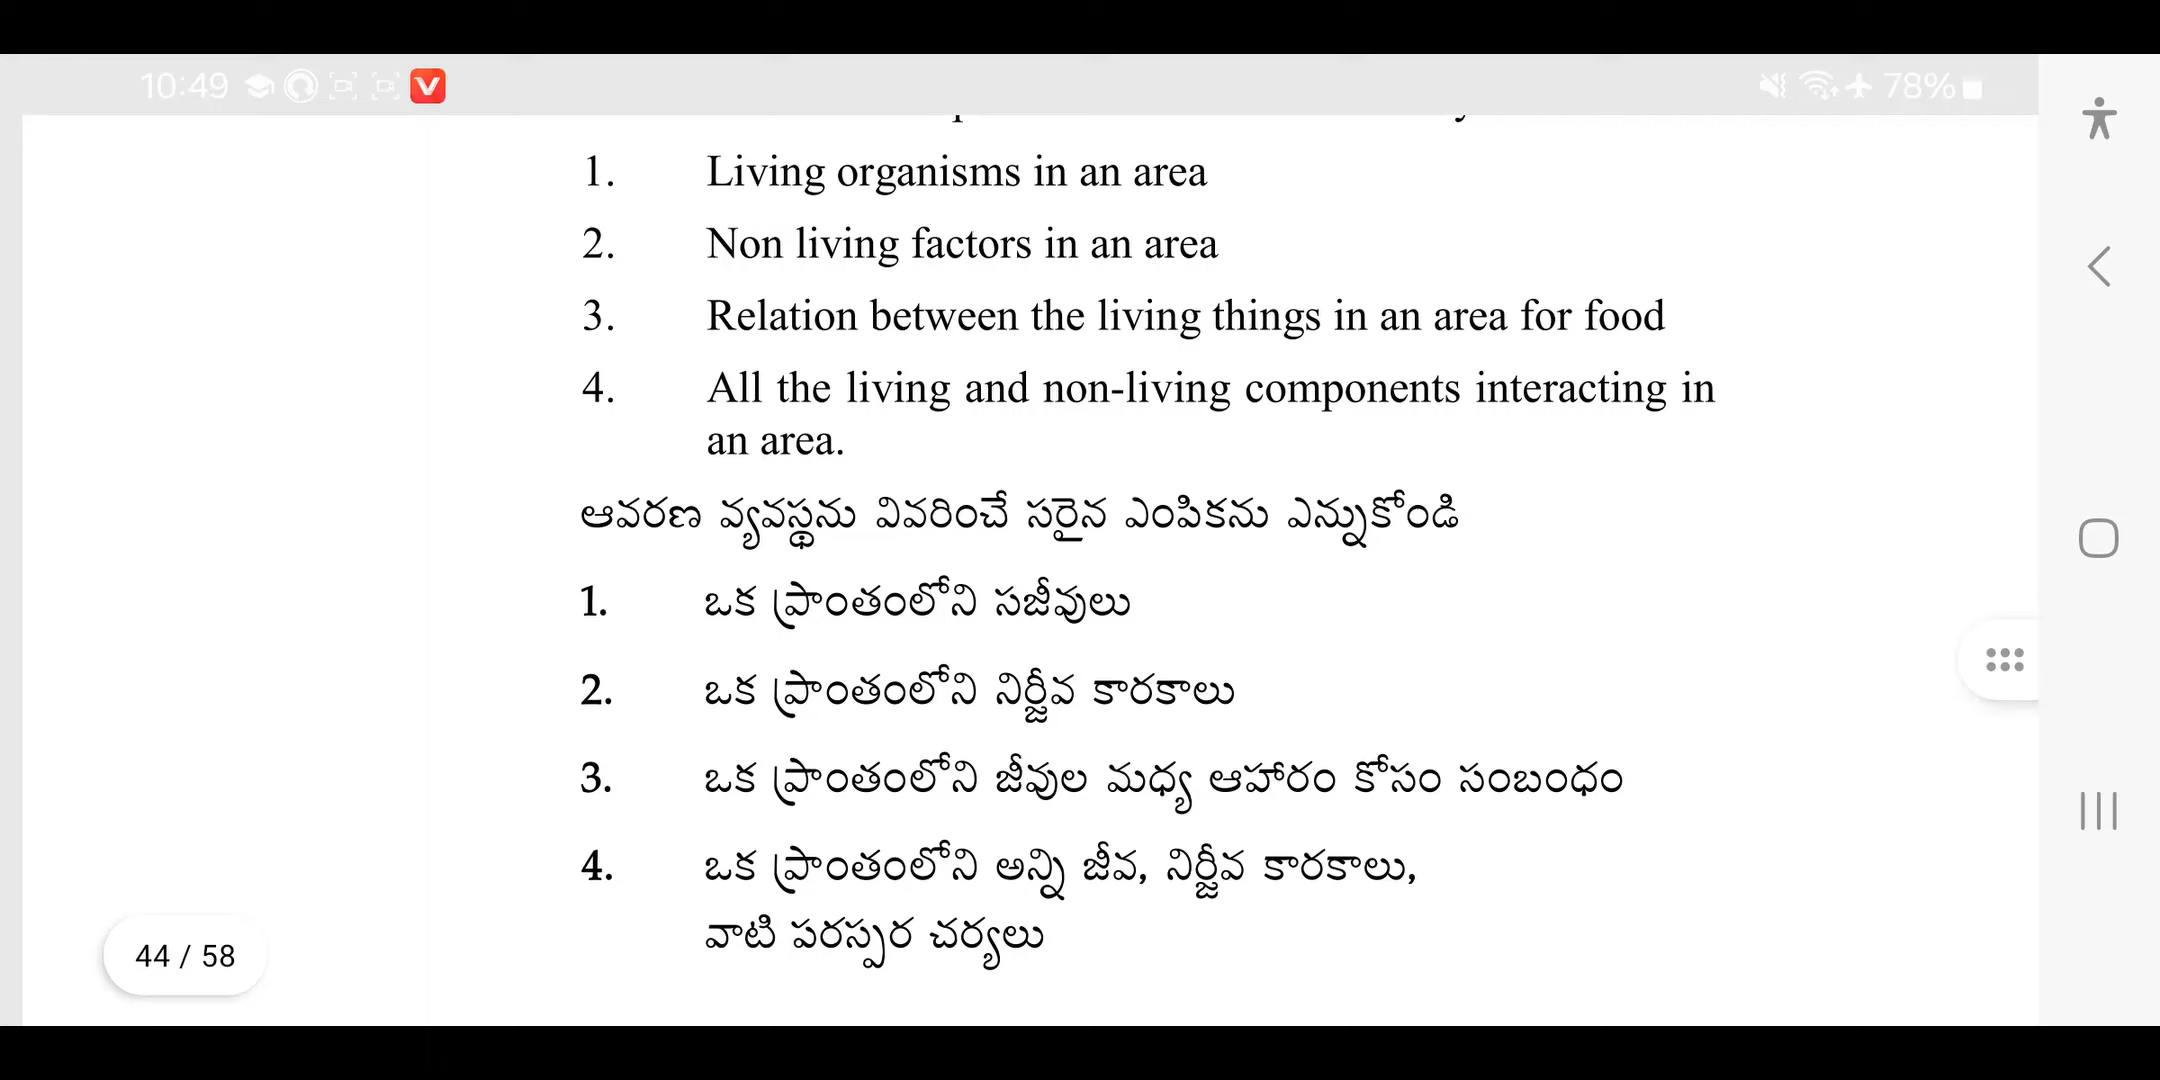 10:49
78%
1. Living organisms in an area
2. Non living factors in an area
3. Relation between the living things in an area for food
4. All the living and non-living components interacting in
an area.
ఆవరణ వ్యవస్థను వివరించే సరైన ఎంపికను ఎన్నుకోండి
1. ఒక ప్రాంతంలోని సజీవులు
2. ఒక ప్రాంతంలోని నిర్జీవ కారకాలు
3. ఒక ప్రాంతంలోని జీవుల మధ్య ఆహారం కోసం సంబంధం
4. ఒక ప్రాంతంలోని అన్ని జీవ, నిర్జీవ కారకాలు,
వాటి పరస్పర చర్యలు
44 / 58